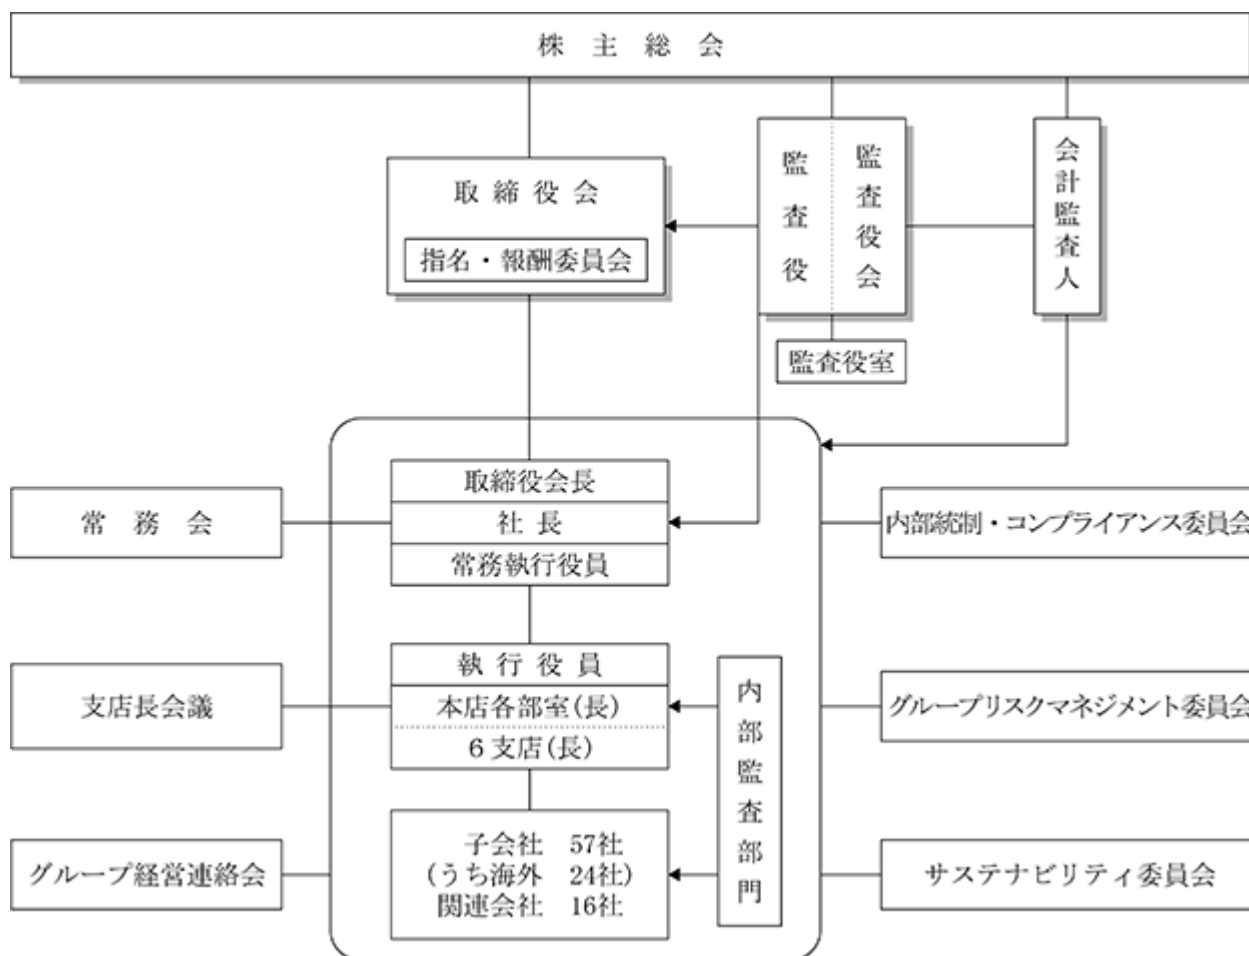 株主総会
取締役会
指名・報酬委員会
監査役
監査役会
会計監査人
監査役室
取締役会長
社長
常務執行役員
常務会
内部統制・コンプライアンス委員会
執行役員
本店各部室(長)
6支店(長)
支店長会議
内部監査部門
グループリスクマネジメント委員会
子会社 57社
(うち海外 24社)
関連会社 16社
グループ経営連絡会
サステナビリティ委員会